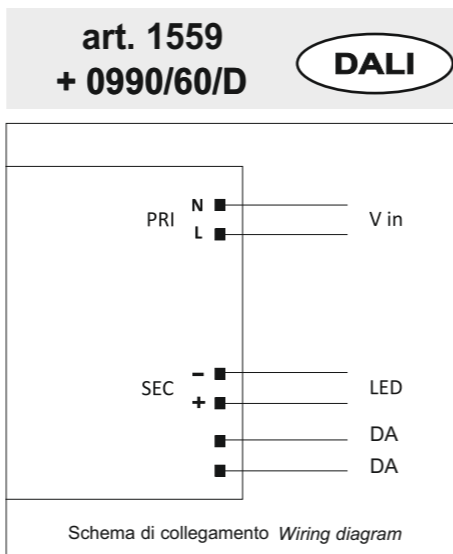 art. 1559
+ 0990/60/D
DALI
N
PRI
L
V in
−
SEC
+
LED
DA
DA
Schema di collegamento Wiring diagram